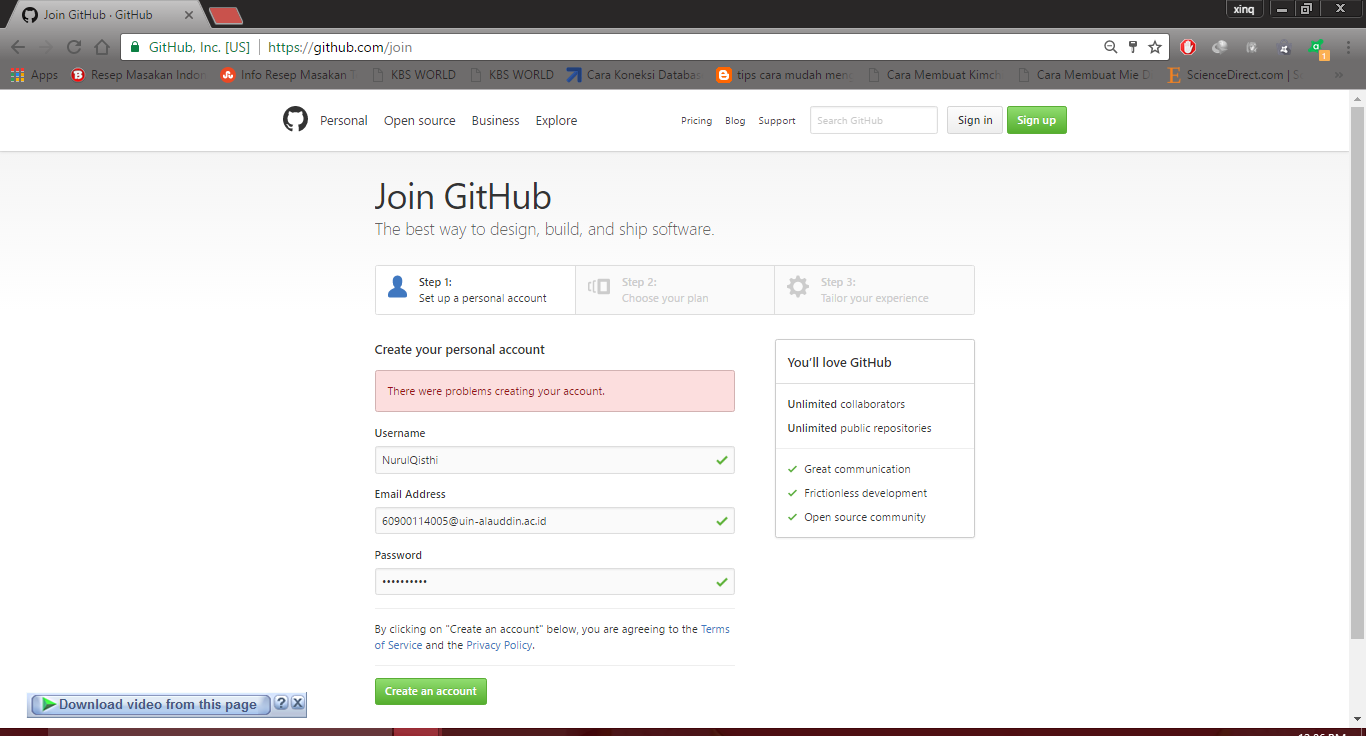 Join GitHub · GitHub
xinq
GitHub, Inc. [US] https://github.com/join
Apps Resep Masakan Indon Info Resep Masakan T KBS WORLD KBS WORLD Cara Koneksi Databas tips cara mudah men Cara Membuat Kimch Cara Membuat Mie D ScienceDirect.com | S »
1
Personal Open source Business Explore Pricing Blog Support Search GitHub Sign in Sign up
Join GitHub
The best way to design, build, and ship software.
Step 1:
Set up a personal account
Step 2:
Choose your plan
Step 3:
Tailor your experience
Create your personal account
There were problems creating your account.
Username
NurulQisthi
Email Address
60900114005@uin-alauddin.ac.id
Password
••••••••••
By clicking on "Create an account" below, you are agreeing to the Terms
of Service and the Privacy Policy.
Create an account
You'll love GitHub
Unlimited collaborators
Unlimited public repositories
Great communication
Frictionless development
Open source community
Download video from this page ? X